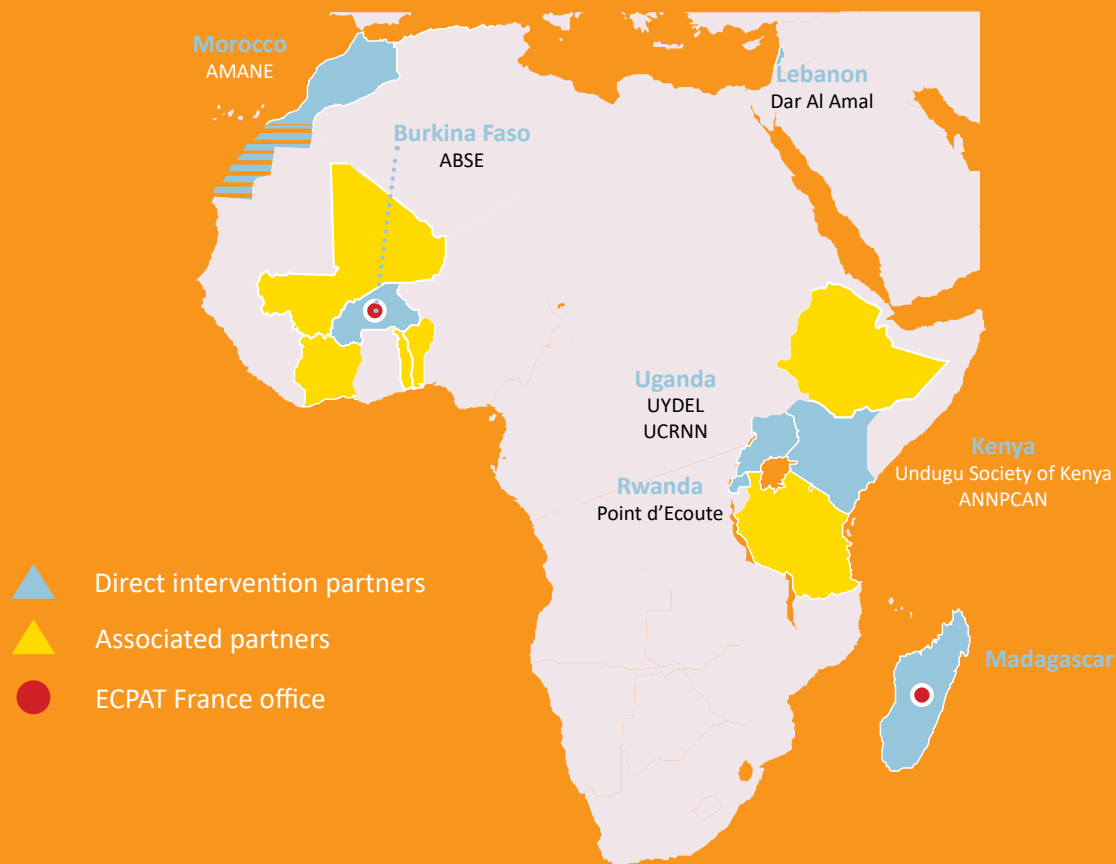 Morocco
AMANE
Lebanon
Dar Al Amal
Burkina Faso
ABSE
Uganda
UYDEL
UCRNN
Kenya
Undugu Society of Kenya
ANNPCAN
Rwanda
Point d’Ecoute
Direct intervention partners
Associated partners
Madagascar
ECPAT France office